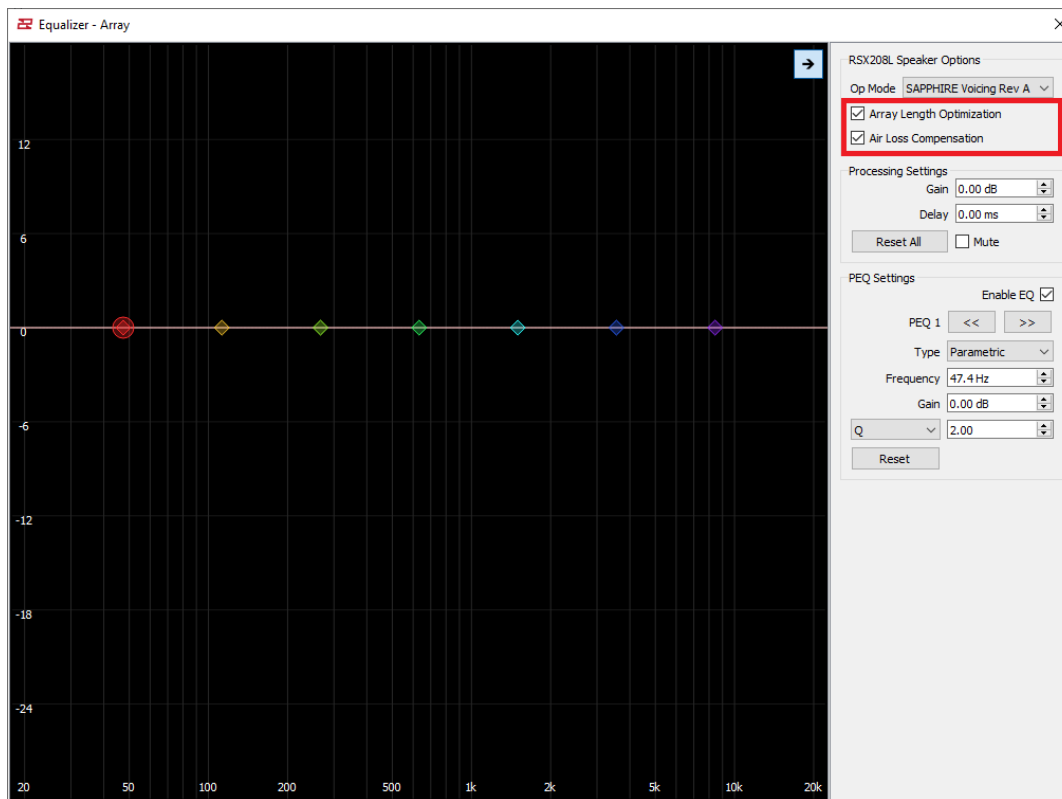 Equalizer - Array
12
6
0
-6
-12
-18
-24
20 50 100 200 500 1k 2k 5k 10k 20k
RSX208L Speaker Options
Op Mode SAPPHIRE Voicing Rev A
Array Length Optimization
Air Loss Compensation
Processing Settings
Gain 0.00 dB
Delay 0.00 ms
Reset All Mute
PEQ Settings
Enable EQ
PEQ 1 << >>
Type Parametric
Frequency 47.4 Hz
Gain 0.00 dB
Q 2.00
Reset